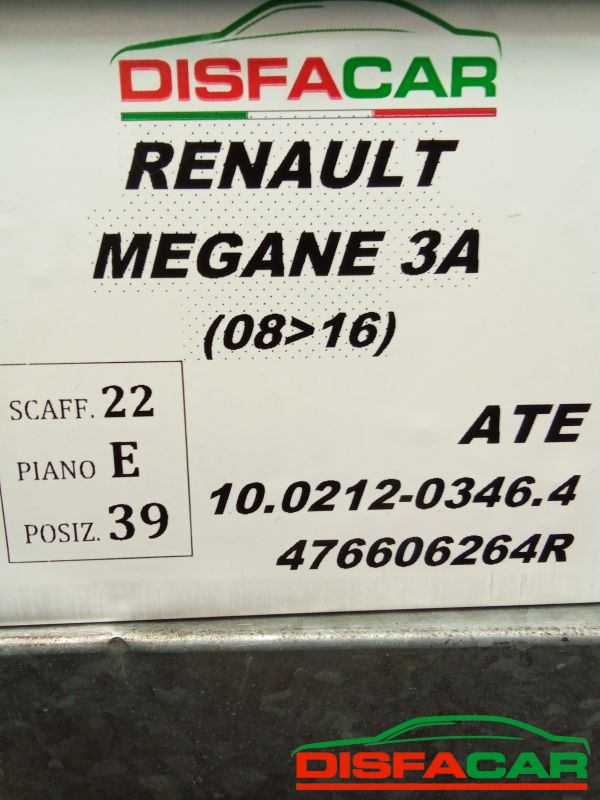 DISFACAR
RENAULT
MEGANE 3A
(08>16)
SCAFF. 22
PIANO E
POSIZ. 39
ATE
10.0212-0346.4
476606264R
DISFACAR